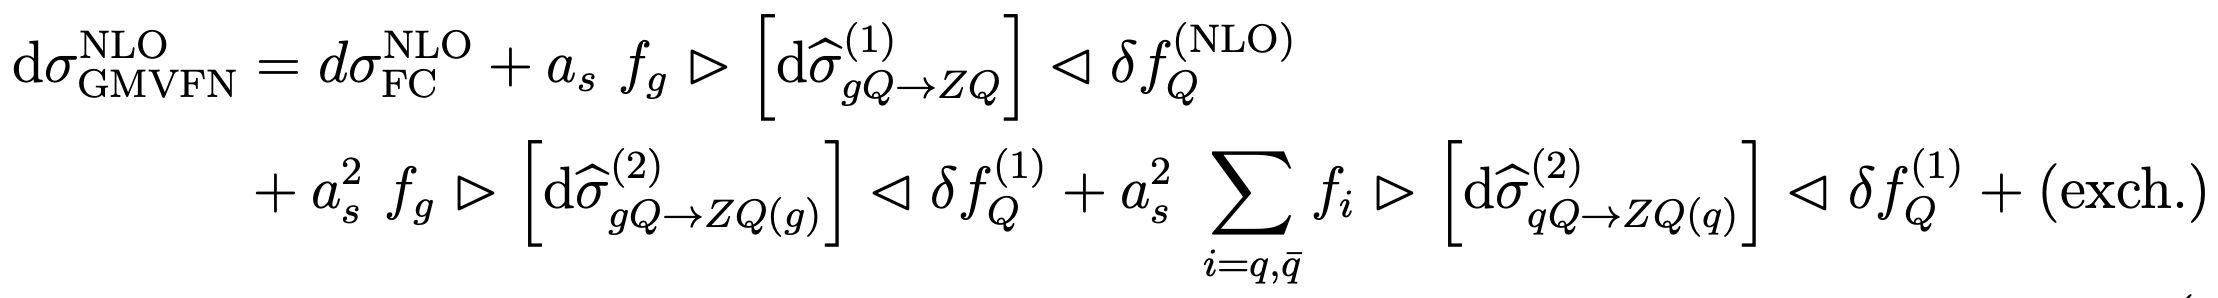 dσ^{NLO}_{GMVFN} = dσ^{NLO}_{FC} + a_s f_g ▷ [dσ̂^{(1)}_{gQ→ZQ}] ◁ δf^{(NLO)}_Q
+ a_s^2 f_g ▷ [dσ̂^{(2)}_{gQ→ZQ(g)}] ◁ δf^{(1)}_Q + a_s^2 ∑_{i=q,q̄} f_i ▷ [dσ̂^{(2)}_{qQ→ZQ(q)}] ◁ δf^{(1)}_Q + (exch.)